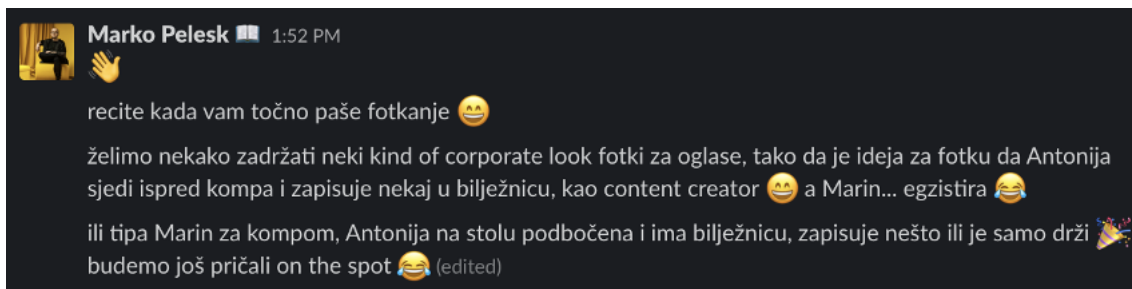 Marko Pelesk 📖 1:52 PM
👋
recite kada vam točno paše fotkanje 😄
želimo nekako zadržati neki kind of corporate look fotki za oglase, tako da je ideja za fotku da Antonija
sjedi ispred kompa i zapisuje nekaj u bilježnicu, kao content creator 😄 a Marin... egzistira 😂
ili tipa Marin za kompom, Antonija na stolu podbočena i ima bilježnicu, zapisuje nešto ili je samo drži 🎉
budemo još pričali on the spot 😂 (edited)